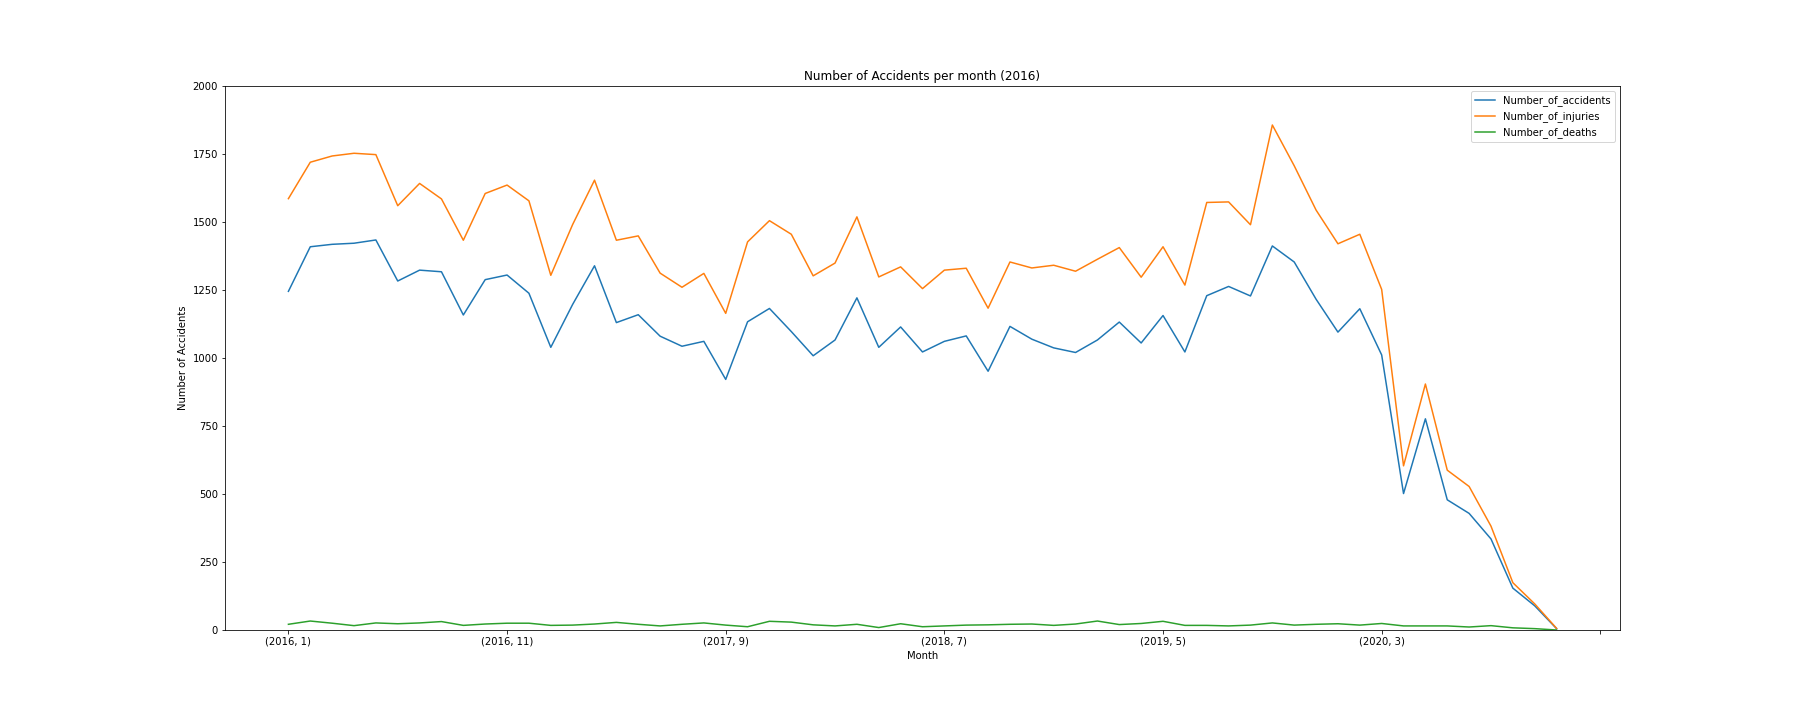 Number of Accidents per month (2016)
Number_of_accidents
Number_of_injuries
Number_of_deaths
2000
1750
1500
1250
1000
750
500
250
0
Number of Accidents
(2016, 1)
(2016, 11)
(2017, 9)
(2018, 7)
(2019, 5)
(2020, 3)
Month